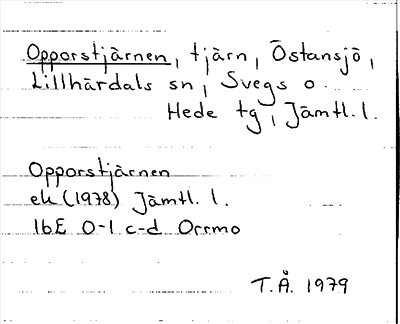 Opporstjärnen, tjärn, Östansjö,
Lillhärdals sn, Svegs o.
Hede tg, Jämtl. l.
Opporstjärnen
ek (1978) Jämtl. l.
16E 0-1 c-d Orrmo
T.Å. 1979